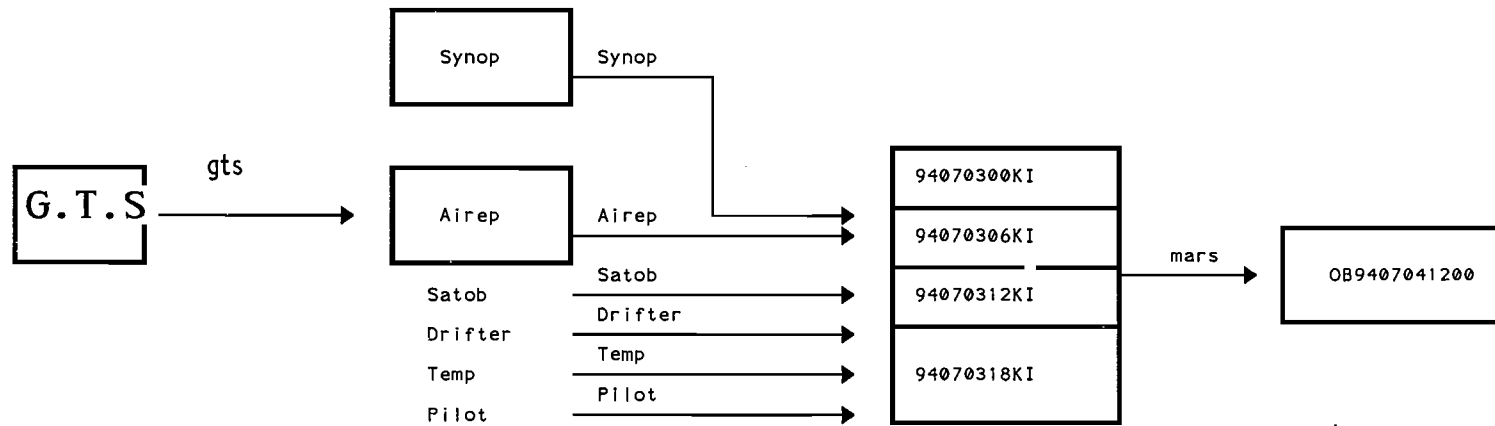 G.T.S
gts
Synop
Synop
Airep
Airep
Satob
Satob
Drifter
Drifter
Temp
Temp
Pilot
Pilot
94070300KI
94070306KI
94070312KI
94070318KI
mars
OB9407041200